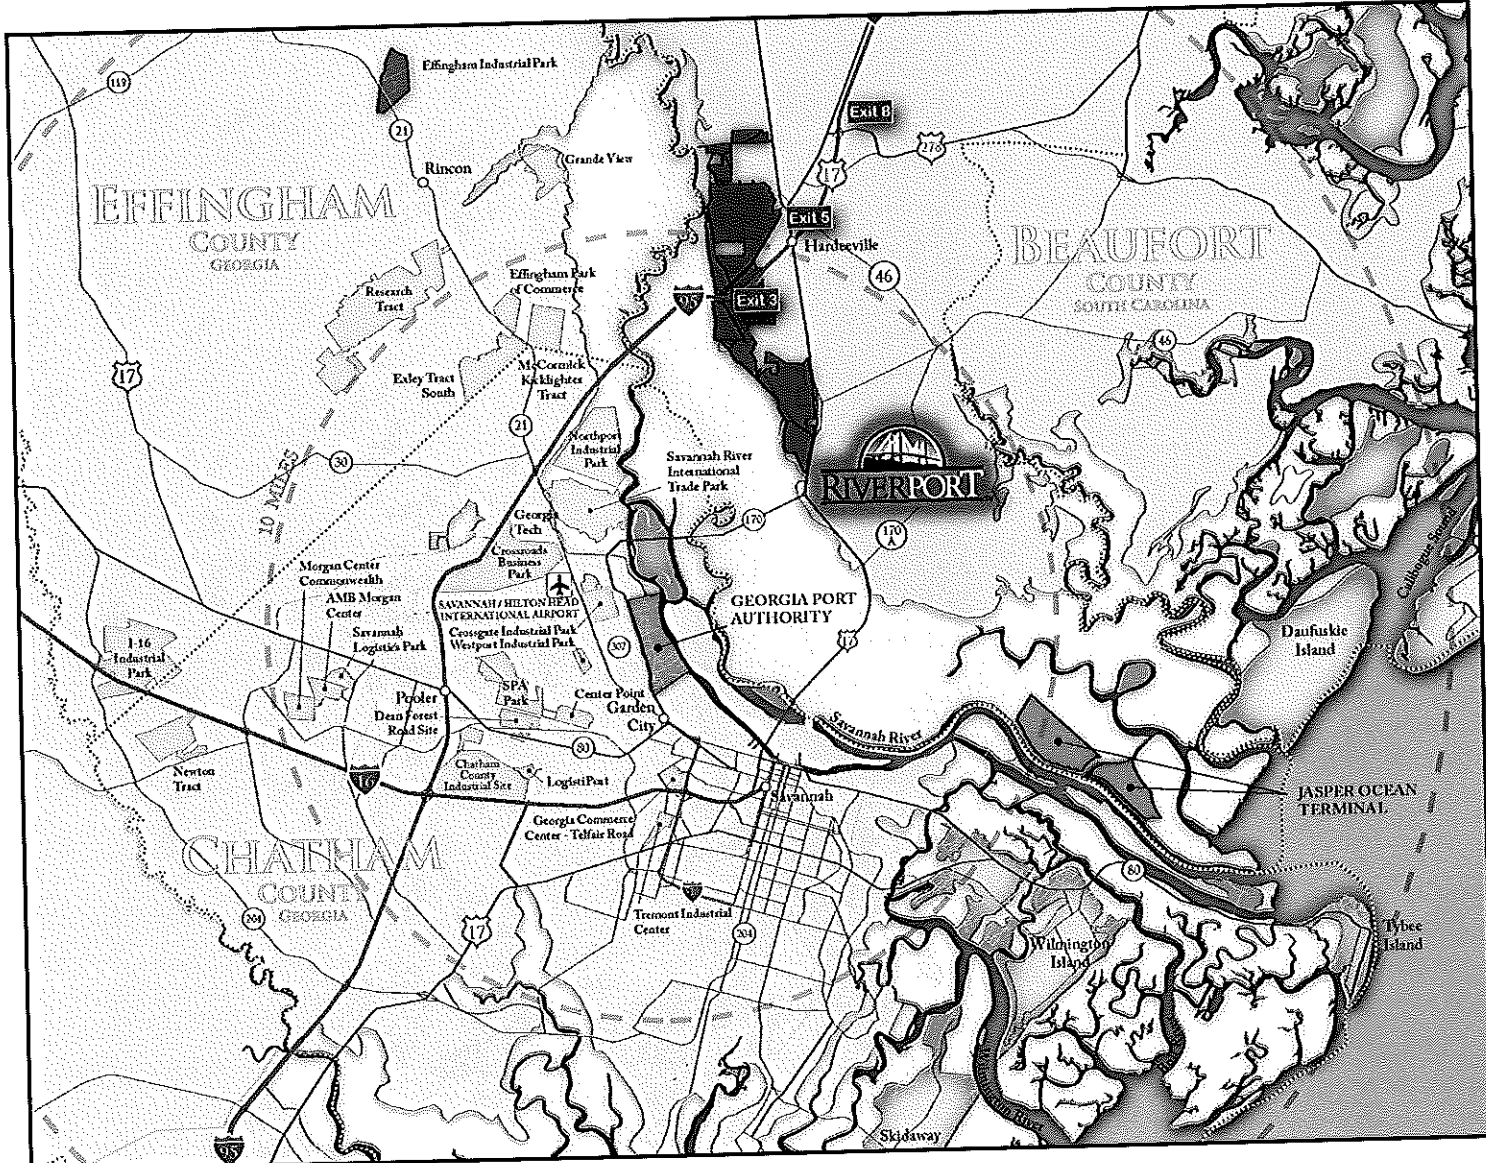 Effingham Industrial Park
119
21
Exit 8
278
17
Rincon
Grande View
EFFINGHAM
COUNTY
GEORGIA
Exit 5
Hardeeville
BEAUFORT
COUNTY
SOUTH CAROLINA
46
Research
Tract
Effingham Park
of Commerce
95
Exit 3
46
17
Exley Tract
South
McCormick
Kicklighter
Tract
21
Northport
Industrial
Park
30
10 MILES
Savannah River
International
Trade Park
RIVERPORT
170
170
A
Georgia
Tech
Crossroads
Business
Park
Morgan Center
Commonwealth
AMB Morgan
Center
Savannah
Logistics Park
SAVANNAH / HILTON HEAD
INTERNATIONAL AIRPORT
Crossgate Industrial Park
Westport Industrial Park
307
GEORGIA PORT
AUTHORITY
17
Calibogue Sound
Daufuskie
Island
I-16
Industrial
Park
Pooler
Dean Forest
Road Site
SPA
Park
Center Point
Garden
City
80
Savannah River
Newton
Tract
16
Chatham
County
Industrial Site
LogistiPort
Savannah
JASPER OCEAN
TERMINAL
Georgia Commerce
Center - Telfair Road
CHATHAM
COUNTY
GEORGIA
204
17
Tremont Industrial
Center
204
80
Wilmington
Island
Tybee
Island
Skidaway
95